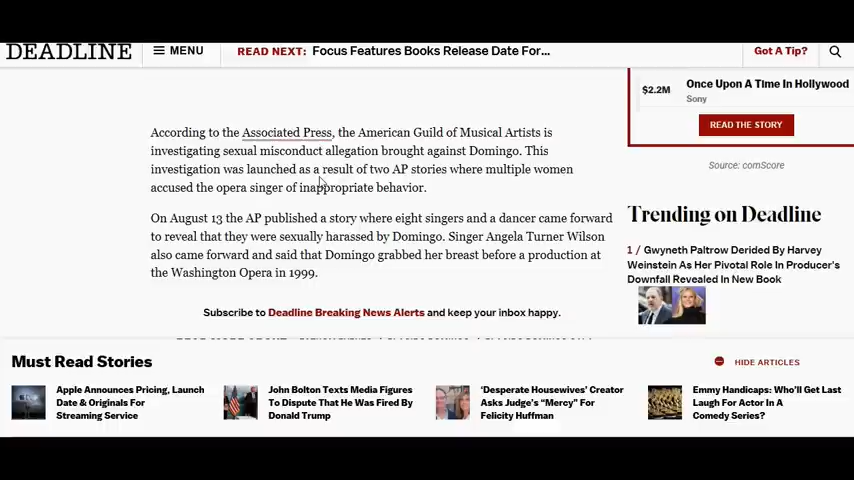 DEADLINE
MENU
READ NEXT: Focus Features Books Release Date For...
Got A Tip?
According to the Associated Press, the American Guild of Musical Artists is
investigating sexual misconduct allegation brought against Domingo. This
investigation was launched as a result of two AP stories where multiple women
accused the opera singer of inappropriate behavior.
On August 13 the AP published a story where eight singers and a dancer came forward
to reveal that they were sexually harassed by Domingo. Singer Angela Turner Wilson
also came forward and said that Domingo grabbed her breast before a production at
the Washington Opera in 1999.
Subscribe to Deadline Breaking News Alerts and keep your inbox happy.
$2.2M
Once Upon A Time In Hollywood
Sony
READ THE STORY
Source: comScore
Trending on Deadline
1 / Gwyneth Paltrow Derided By Harvey
Weinstein As Her Pivotal Role In Producer's
Downfall Revealed In New Book
Must Read Stories
HIDE ARTICLES
Apple Announces Pricing, Launch
Date & Originals For
Streaming Service
John Bolton Texts Media Figures
To Dispute That He Was Fired By
Donald Trump
‘Desperate Housewives’ Creator
Asks Judge’s “Mercy” For
Felicity Huffman
Emmy Handicaps: Who’ll Get Last
Laugh For Actor In A
Comedy Series?